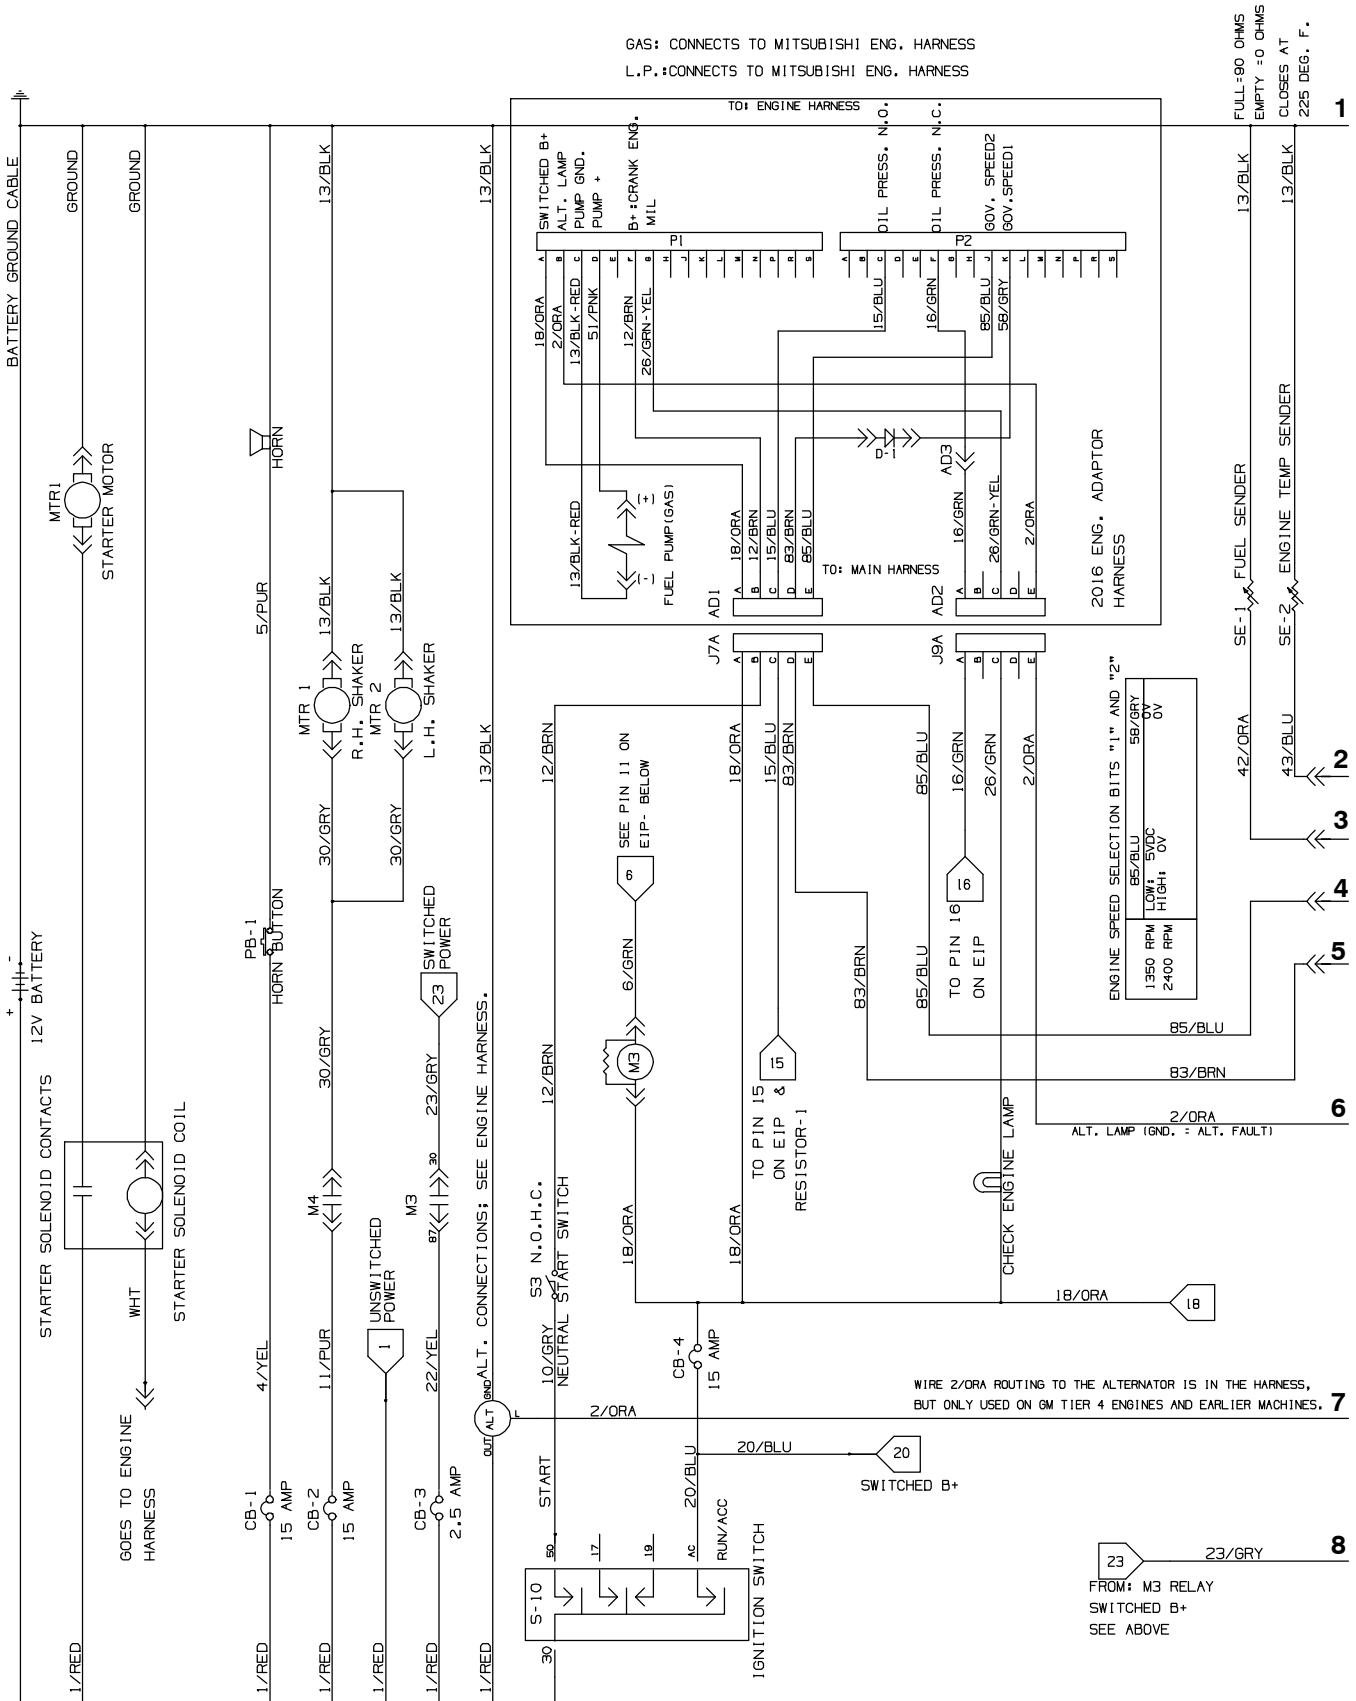 GAS: CONNECTS TO MITSUBISHI ENG. HARNESS
L.P.:CONNECTS TO MITSUBISHI ENG. HARNESS
FULL=90 OHMS
EMPTY =0 OHMS
CLOSES AT
225 DEG. F.
1
TO: ENGINE HARNESS
BATTERY GROUND CABLE
GROUND
GROUND
13/BLK
13/BLK
13/BLK
13/BLK
SWITCHED B+
ALT. LAMP
PUMP GND.
PUMP +
B+ :CRANK ENG.
MIL
OIL PRESS. N.O.
OIL PRESS. N.C.
GOV. SPEED2
GOV.SPEED1
P1
P2
A B C D E F G H J K L M N P R S
A B C D E F G H J K L M N P R S
18/ORA
2/ORA
13/BLK-RED
51/PNK
12/BRN
26/GRN-YEL
15/BLU
16/GRN
85/BLU
58/GRY
MTR1
STARTER MOTOR
HORN
D-1
AD3
13/BLK-RED
(+)
(-)
FUEL PUMP(GAS)
18/ORA
12/BRN
15/BLU
83/BRN
85/BLU
16/GRN
26/GRN-YEL
2/ORA
TO: MAIN HARNESS
2016 ENG. ADAPTOR
HARNESS
AD1
A B C D E
AD2
A B C D E
J7A
A B C D E
J9A
A B C D E
SE-1 FUEL SENDER
SE-2 ENGINE TEMP SENDER
5/PUR
13/BLK
13/BLK
MTR 1
R.H. SHAKER
MTR 2
L.H. SHAKER
13/BLK
12/BRN
18/ORA
15/BLU
83/BRN
85/BLU
16/GRN
26/GRN
2/ORA
42/ORA
43/BLU
2
3
4
5
ENGINE SPEED SELECTION BITS "1" AND "2"
85/BLU 58/GRY
1350 RPM LOW: 5VDC 0V
2400 RPM HIGH: 0V 0V
30/GRY
30/GRY
SEE PIN 11 ON
EIP- BELOW
6
16
TO PIN 16
ON EIP
PB-1
HORN BUTTON
SWITCHED
POWER
23
6/GRN
83/BRN
85/BLU
+
-
12V BATTERY
30/GRY
23/GRY
12/BRN
M3
15
TO PIN 15
ON EIP &
RESISTOR-1
85/BLU
83/BRN
2/ORA
ALT. LAMP (GND. = ALT. FAULT)
6
STARTER SOLENOID CONTACTS
STARTER SOLENOID COIL
WHT
GOES TO ENGINE
HARNESS
M4
30
M3
87
UNSWITCHED
POWER
1
ALT. CONNECTIONS; SEE ENGINE HARNESS.
S3 N.O.H.C.
NEUTRAL START SWITCH
10/GRY
18/ORA
18/ORA
CHECK ENGINE LAMP
18/ORA
18
4/YEL
11/PUR
22/YEL
CB-4
15 AMP
GND
ALT
OUT
L
2/ORA
WIRE 2/ORA ROUTING TO THE ALTERNATOR IS IN THE HARNESS,
BUT ONLY USED ON GM TIER 4 ENGINES AND EARLIER MACHINES.
7
20/BLU
20/BLU
20
SWITCHED B+
CB-1
15 AMP
CB-2
15 AMP
CB-3
2.5 AMP
START
50
17
19
AC
RUN/ACC
S-10
30
IGNITION SWITCH
23
23/GRY
8
FROM: M3 RELAY
SWITCHED B+
SEE ABOVE
1/RED
1/RED
1/RED
1/RED
1/RED
1/RED